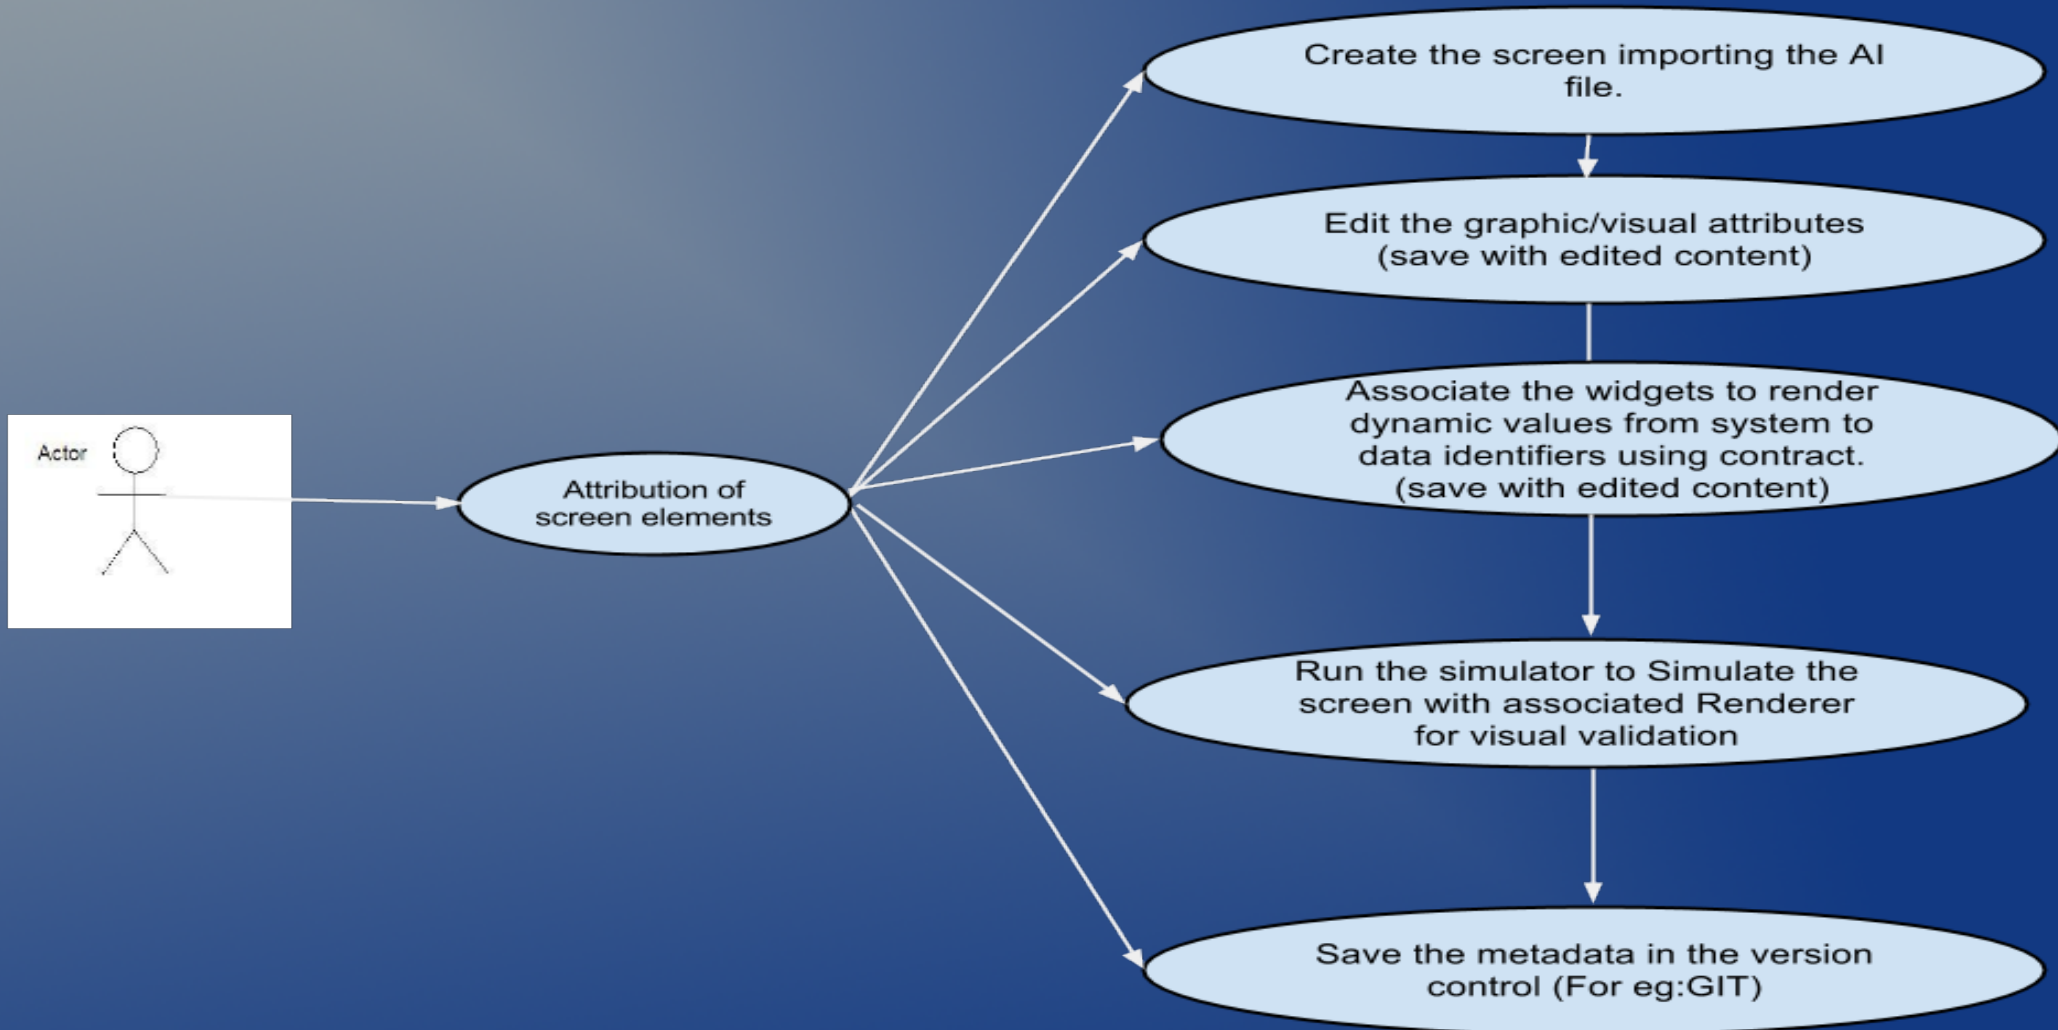 Create the screen importing the AI
file.
Edit the graphic/visual attributes
(save with edited content)
Associate the widgets to render
dynamic values from system to
data identifiers using contract.
(save with edited content)
Actor
Attribution of
screen elements
Run the simulator to Simulate the
screen with associated Renderer
for visual validation
Save the metadata in the version
control (For eg:GIT)